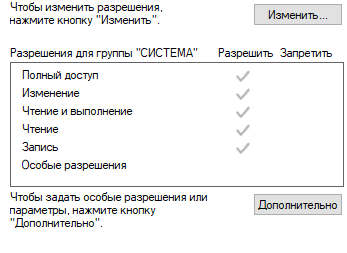 Чтобы изменить разрешения,
нажмите кнопку "Изменить".
Изменить...
Разрешения для группы "СИСТЕМА" Разрешить Запретить
Полный доступ
Изменение
Чтение и выполнение
Чтение
Запись
Особые разрешения
Чтобы задать особые разрешения или
параметры, нажмите кнопку
"Дополнительно".
Дополнительно